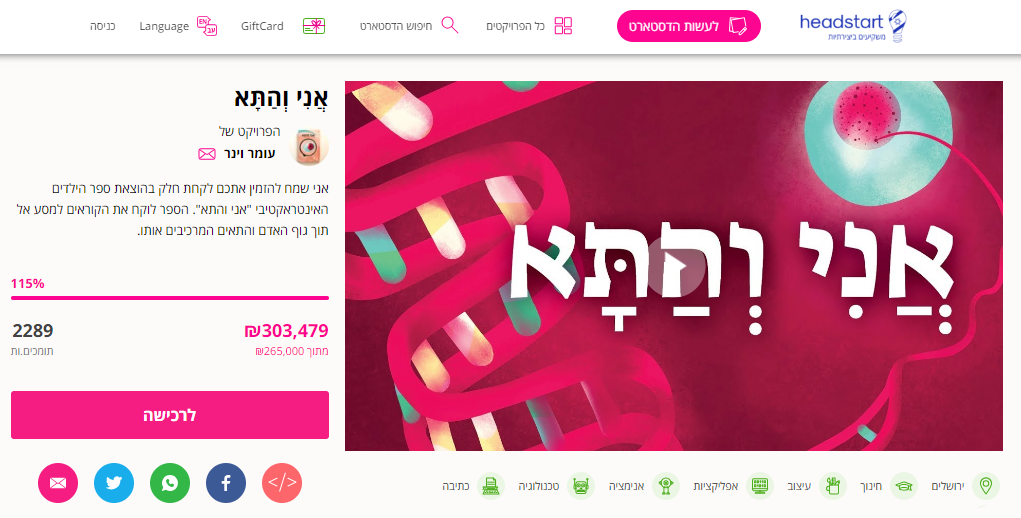 headstart
משקיעים ביצירתיות
לעשות הדסטארט
כל הפרויקטים
חיפוש הדסטארט
GiftCard
Language
EN
עב
כניסה
אֲנִי וְהַתָּא
אֲנִי וְהַתָּא
הפרויקט של
עומר וינר
אני שמח להזמין אתכם לקחת חלק בהוצאת ספר הילדים
האינטראקטיבי "אני והתא". הספר לוקח את הקוראים למסע אל
תוך גוף האדם והתאים המרכיבים אותו.
115%
₪303,479
מתוך 265,000₪
2289
תומכים.ות
לרכישה
ירושלים
חינוך
עיצוב
אפליקציות
אנימציה
טכנולוגיה
כתיבה